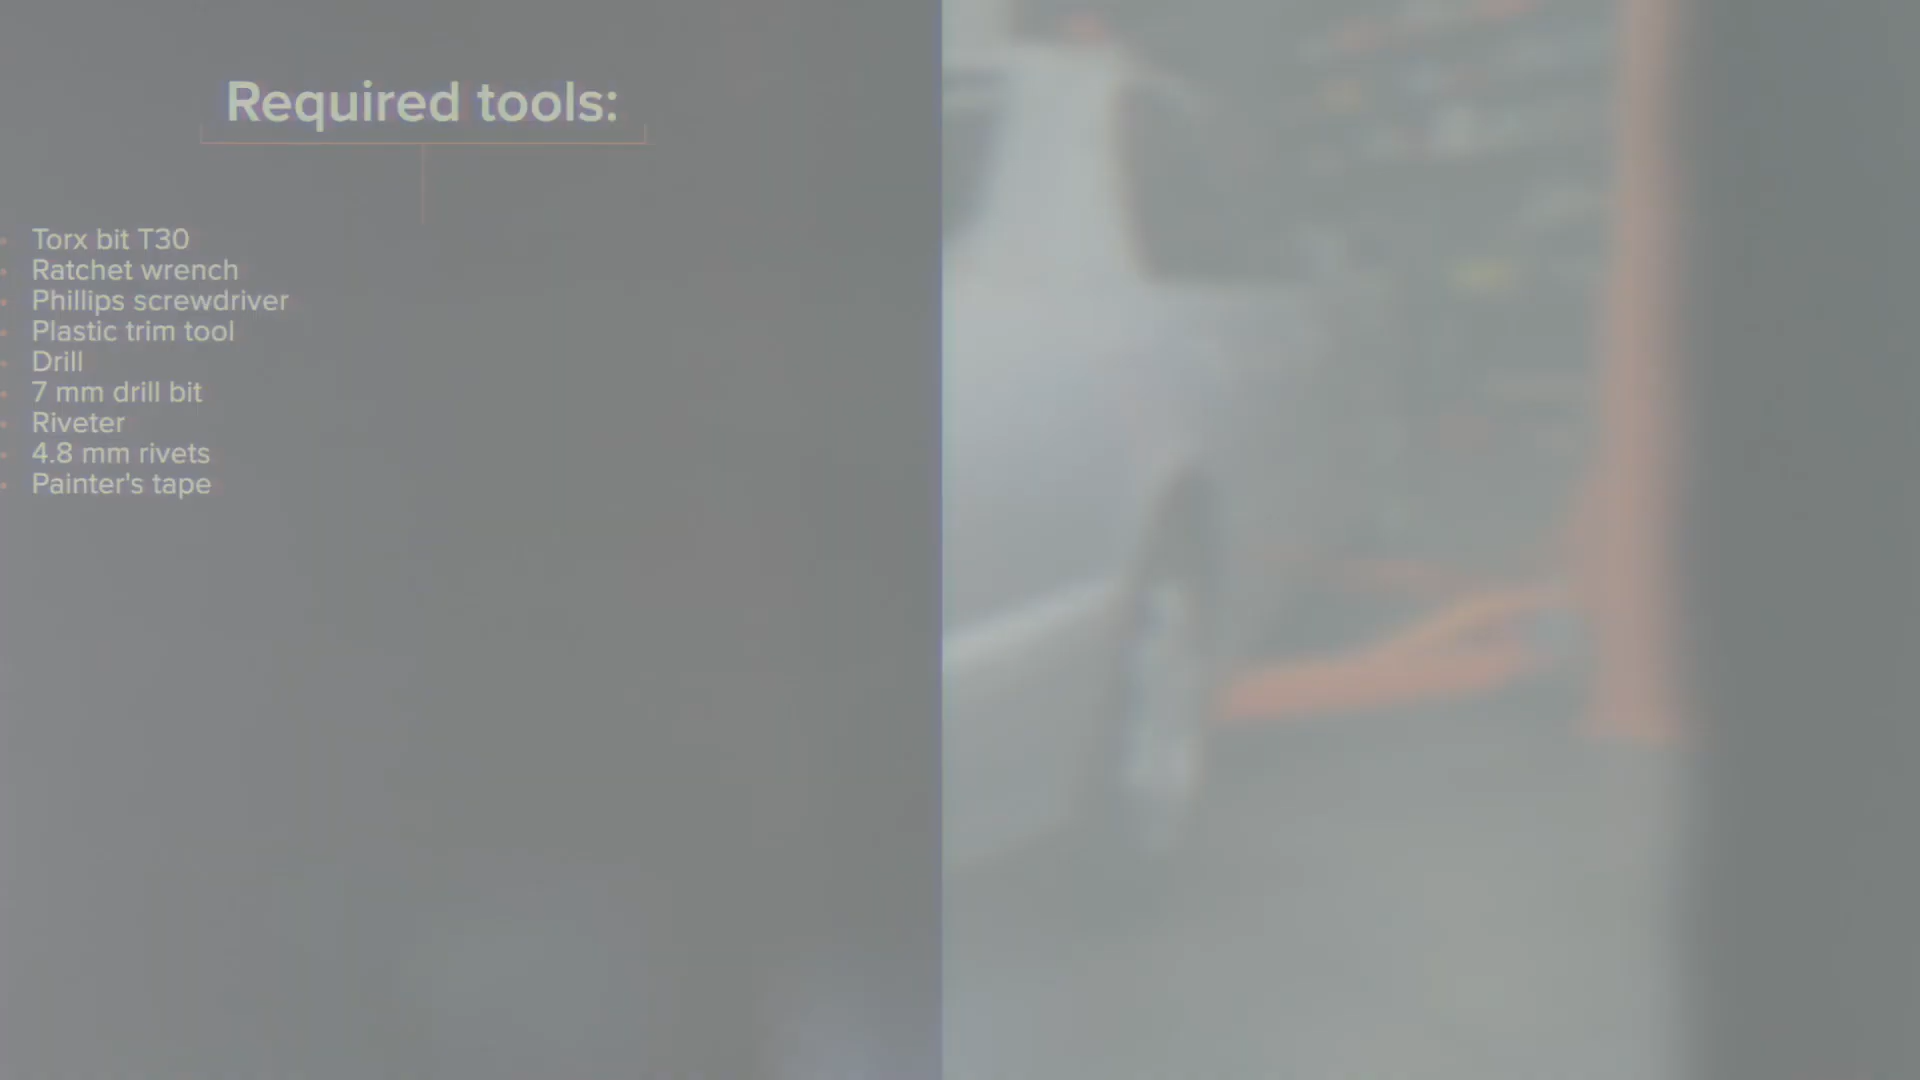 Required tools:
Torx bit T30
Ratchet wrench
Phillips screwdriver
Plastic trim tool
Drill
7 mm drill bit
Riveter
4.8 mm rivets
Painter's tape